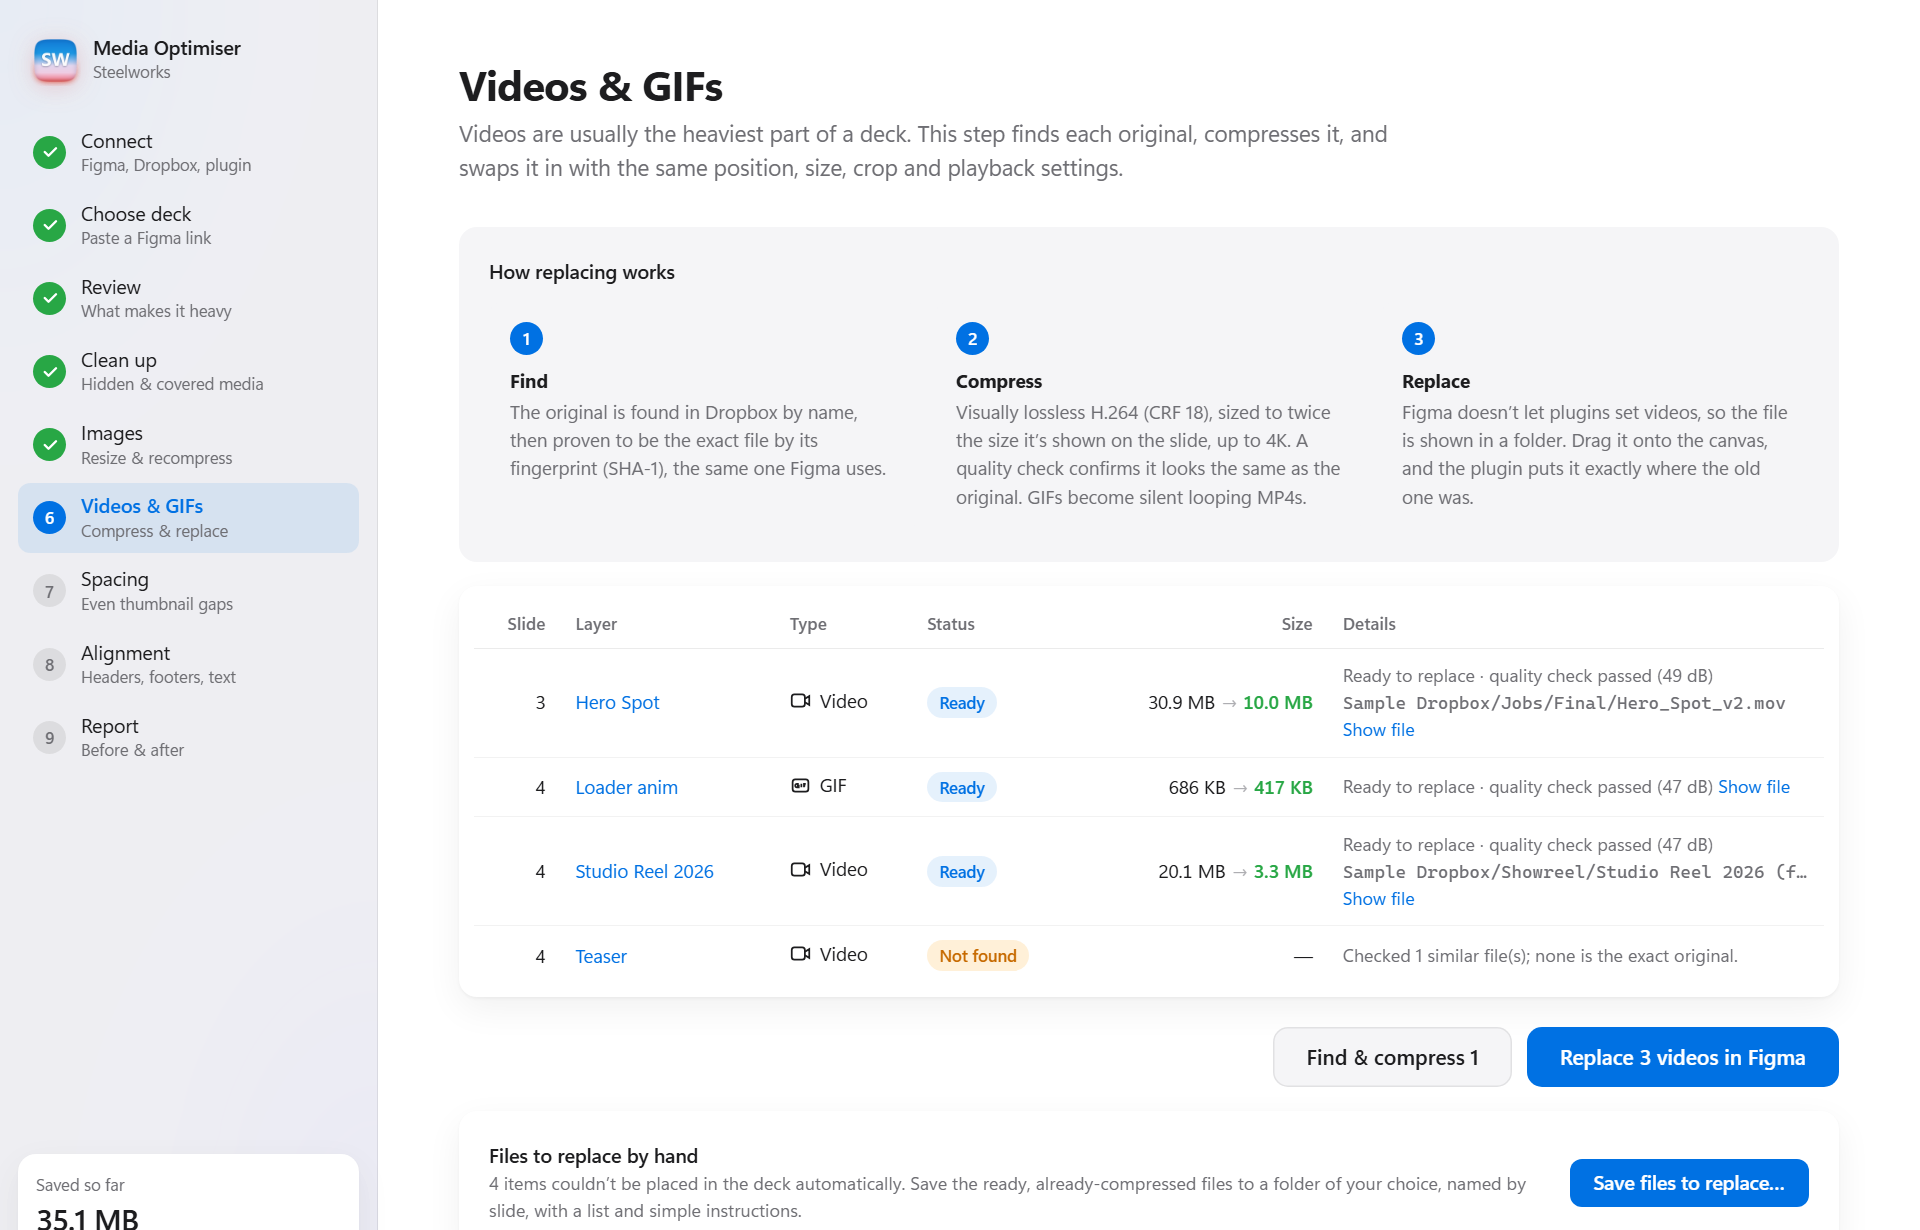 SW
Media Optimiser
Steelworks
Connect
Figma, Dropbox, plugin
Choose deck
Paste a Figma link
Review
What makes it heavy
Clean up
Hidden & covered media
Images
Resize & recompress
6
Videos & GIFs
Compress & replace
7
Spacing
Even thumbnail gaps
8
Alignment
Headers, footers, text
9
Report
Before & after
Saved so far
35.1 MB
Videos & GIFs
Videos are usually the heaviest part of a deck. This step finds each original, compresses it, and
swaps it in with the same position, size, crop and playback settings.
How replacing works
1
Find
The original is found in Dropbox by name,
then proven to be the exact file by its
fingerprint (SHA-1), the same one Figma uses.
2
Compress
Visually lossless H.264 (CRF 18), sized to twice
the size it’s shown on the slide, up to 4K. A
quality check confirms it looks the same as the
original. GIFs become silent looping MP4s.
3
Replace
Figma doesn’t let plugins set videos, so the file
is shown in a folder. Drag it onto the canvas,
and the plugin puts it exactly where the old
one was.
Slide Layer Type Status Size Details
3 Hero Spot Video Ready 30.9 MB → 10.0 MB Ready to replace · quality check passed (49 dB)
Sample Dropbox/Jobs/Final/Hero_Spot_v2.mov
Show file
4 Loader anim GIF GIF Ready 686 KB → 417 KB Ready to replace · quality check passed (47 dB) Show file
4 Studio Reel 2026 Video Ready 20.1 MB → 3.3 MB Ready to replace · quality check passed (47 dB)
Sample Dropbox/Showreel/Studio Reel 2026 (f…
Show file
4 Teaser Video Not found — Checked 1 similar file(s); none is the exact original.
Find & compress 1
Replace 3 videos in Figma
Files to replace by hand
4 items couldn’t be placed in the deck automatically. Save the ready, already-compressed files to a folder of your choice, named by
slide, with a list and simple instructions.
Save files to replace…